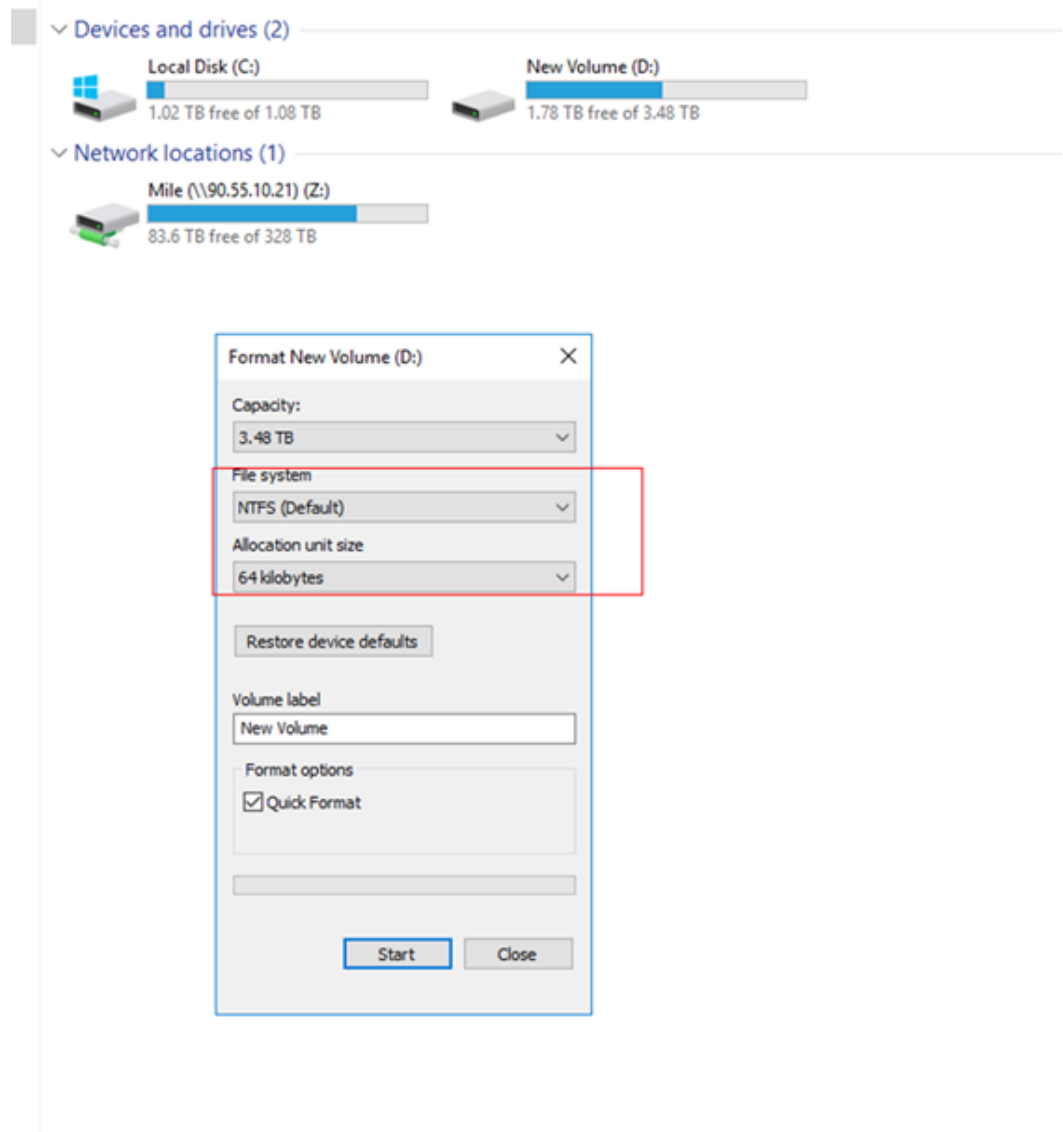 Devices and drives (2)
Local Disk (C:)
1.02 TB free of 1.08 TB
New Volume (D:)
1.78 TB free of 3.48 TB
Network locations (1)
Mile (\\90.55.10.21) (Z:)
83.6 TB free of 328 TB
Format New Volume (D:)
Capacity:
3.48 TB
File system
NTFS (Default)
Allocation unit size
64 kilobytes
Restore device defaults
Volume label
New Volume
Format options
Quick Format
Start
Close